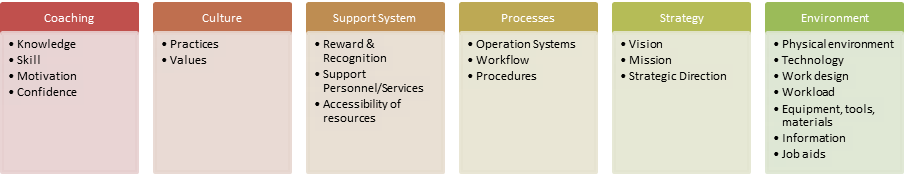 Coaching
• Knowledge
• Skill
• Motivation
• Confidence
Culture
• Practices
• Values
Support System
• Reward &
Recognition
• Support
Personnel/Services
• Accessibility of
resources
Processes
• Operation Systems
• Workflow
• Procedures
Strategy
• Vision
• Mission
• Strategic Direction
Environment
• Physical environment
• Technology
• Work design
• Workload
• Equipment, tools,
materials
• Information
• Job aids